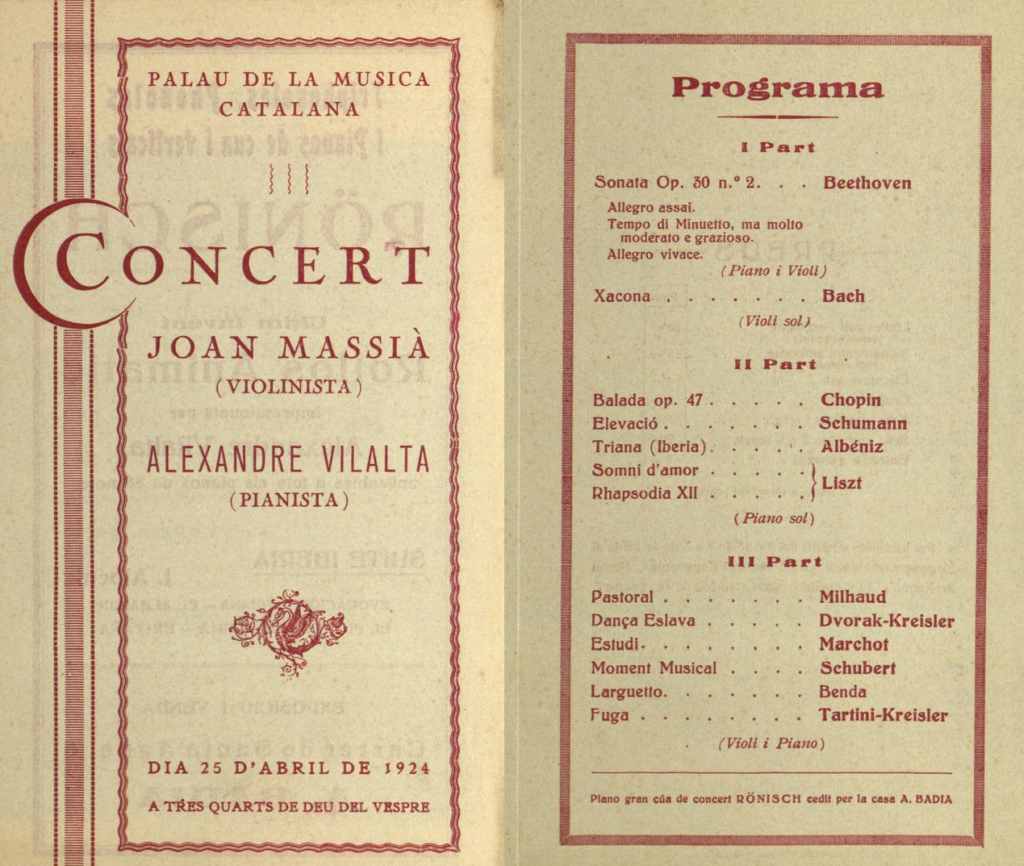 PALAU DE LA MUSICA
CATALANA
CONCERT
JOAN MASSIÀ
(VIOLINISTA)
ALEXANDRE VILALTA
(PIANISTA)
DIA 25 D'ABRIL DE 1924
A TRES QUARTS DE DEU DEL VESPRE
Programa
I Part
Sonata Op. 30 n.º 2. . . Beethoven
Allegro assai.
Tempo di Minuetto, ma molto
moderato e grazioso.
Allegro vivace.
(Piano i Violí)
Xacona . . . . . . . Bach
(Violí sol)
II Part
Balada op. 47 . . . . . Chopin
Elevació . . . . . . . Schumann
Triana (Iberia). . . . . Albéniz
Somni d'amor . . . . .
Rhapsodia XII . . . . . } Liszt
(Piano sol)
III Part
Pastoral . . . . . . . Milhaud
Dança Eslava . . . . . Dvorak-Kreisler
Estudi. . . . . . . . Marchot
Moment Musical . . . . Schubert
Larguetto. . . . . . . Benda
Fuga . . . . . . . . Tartini-Kreisler
(Violí i Piano)
Piano gran cúa de concert RÖNISCH cedit per la casa A. BADIA